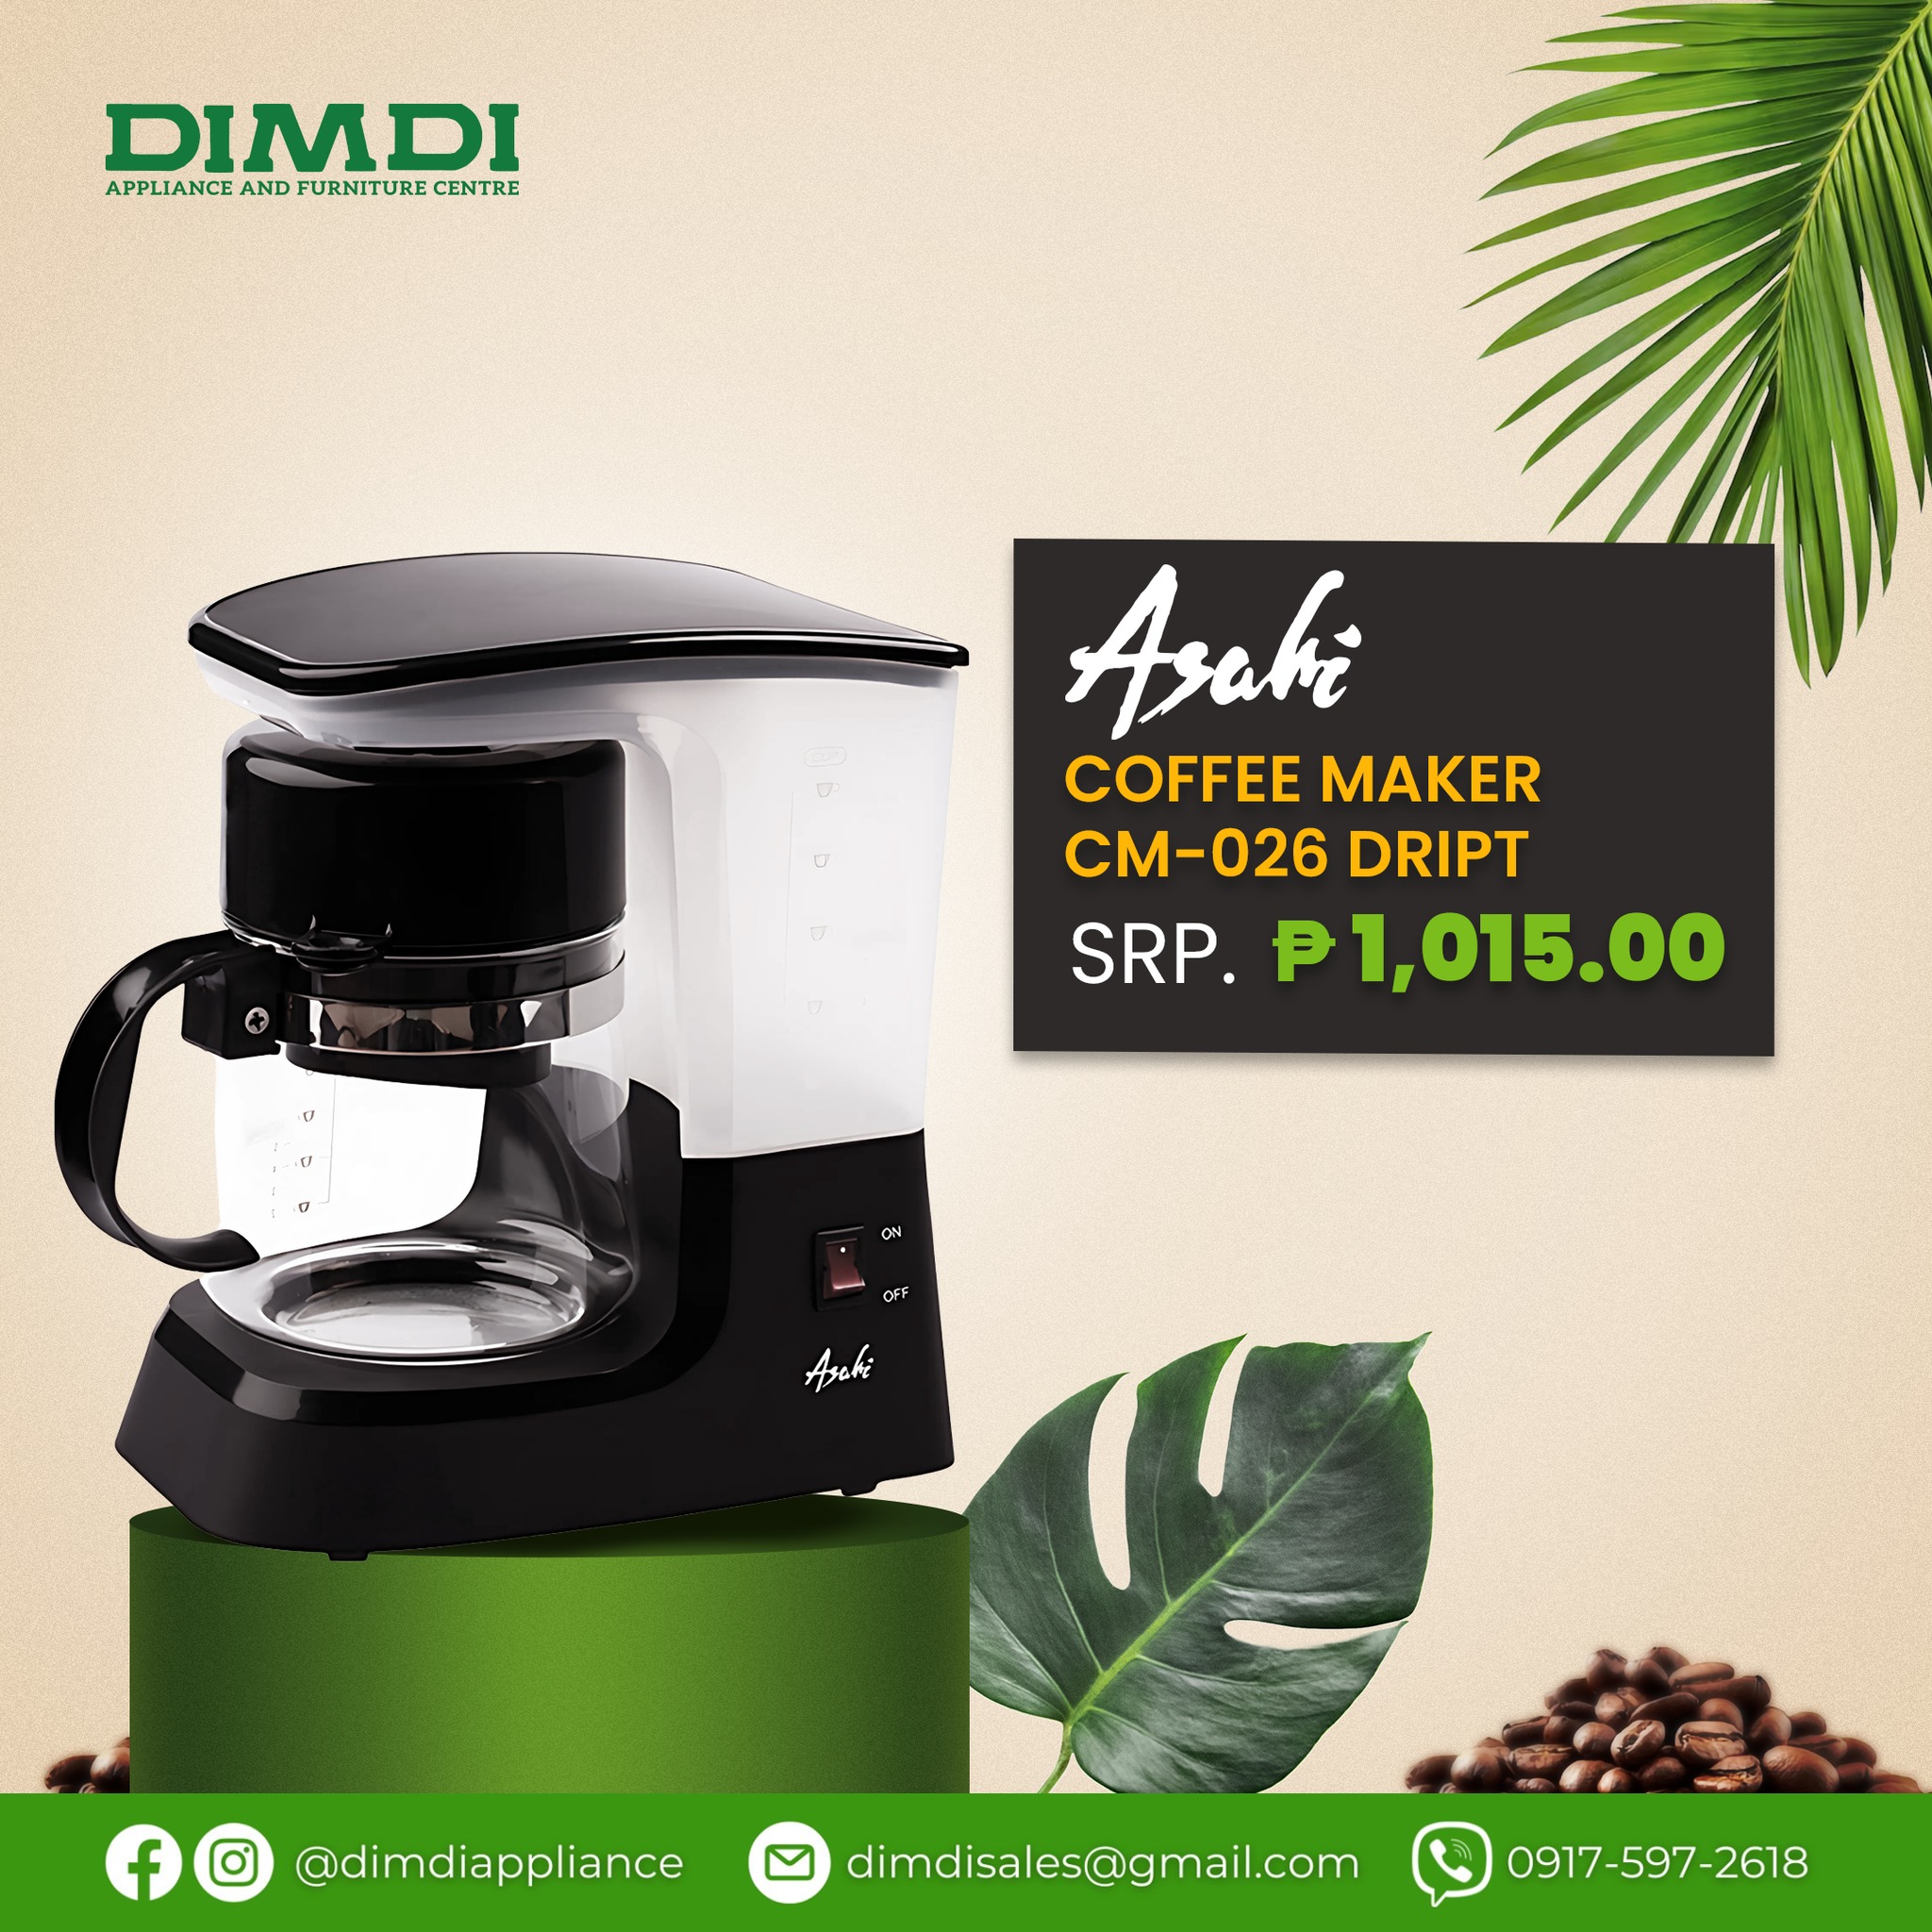 DIMDI
APPLIANCE AND FURNITURE CENTRE
Asahi
COFFEE MAKER
CM-026 DRIPT
SRP. ₱ 1,015.00
ON
OFF
Asahi
@dimdiappliance
dimdisales@gmail.com
0917-597-2618